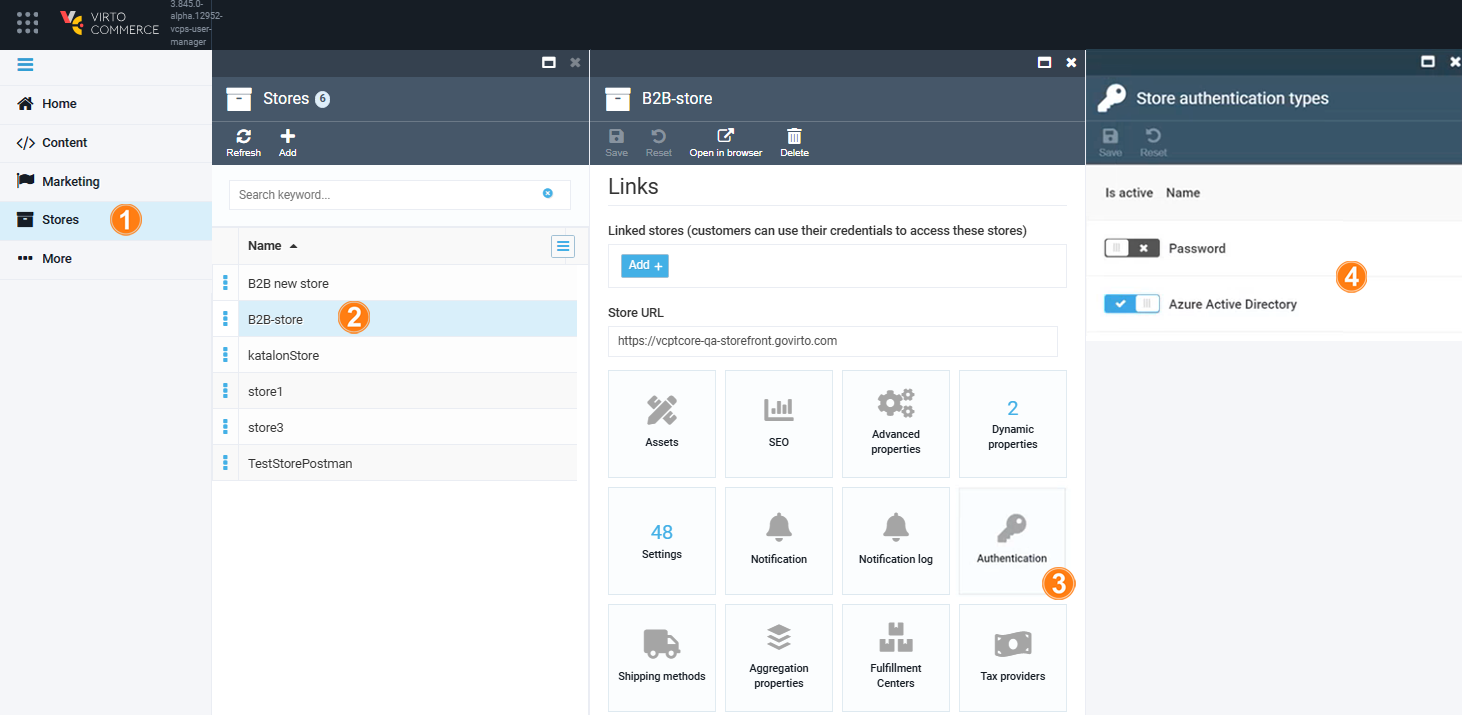 VIRTO
COMMERCE
3.845.0-
alpha.12952-
vcps-user-
manager
Home
Content
Marketing
Stores
1
More
Stores 6
Refresh
Add
Search keyword...
Name
B2B new store
B2B-store
2
katalonStore
store1
store3
TestStorePostman
B2B-store
Save
Reset
Open in browser
Delete
Links
Linked stores (customers can use their credentials to access these stores)
Add +
Store URL
https://vcptcore-qa-storefront.govirto.com
Assets
SEO
Advanced
properties
2
Dynamic
properties
48
Settings
Notification
Notification log
Authentication
3
Shipping methods
Aggregation
properties
Fulfillment
Centers
Tax providers
Store authentication types
Save
Reset
Is active Name
Password
4
Azure Active Directory